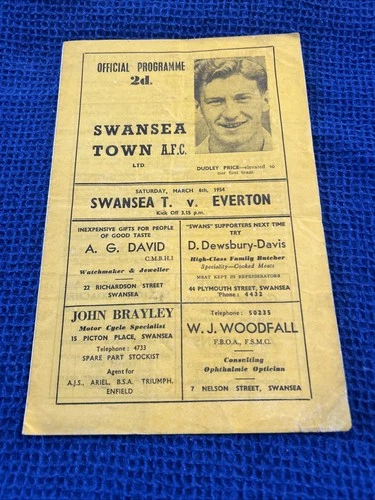 OFFICIAL PROGRAMME
2d.
SWANSEA
TOWN A.F.C.
LTD.
DUDLEY PRICE—elevated to
our first team.
SATURDAY, MARCH 6th, 1954
SWANSEA T. v. EVERTON
Kick Off 3.15 p.m.
INEXPENSIVE GIFTS FOR PEOPLE
OF GOOD TASTE
A. G. DAVID
C.M.B.H.I
Watchmaker & Jeweller
22 RICHARDSON STREET
SWANSEA
"SWANS" SUPPORTERS NEXT TIME
TRY
D. Dewsbury-Davis
High-Class Family Butcher
Speciality—Cooked Meats
MEAT KEPT IN REFRIGERATORS
44 PLYMOUTH STREET, SWANSEA
'Phone : 4432
JOHN BRAYLEY
Motor Cycle Specialist
15 PICTON PLACE, SWANSEA
Telephone : 4733
SPARE PART STOCKIST
Agent for
A.J.S., ARIEL, B.S.A. TRIUMPH,
ENFIELD
Telephone : 50235
W. J. WOODFALL
F.B.O.A., F.S.M.C.
Consulting
Ophthalmic Optician
7 NELSON STREET, SWANSEA